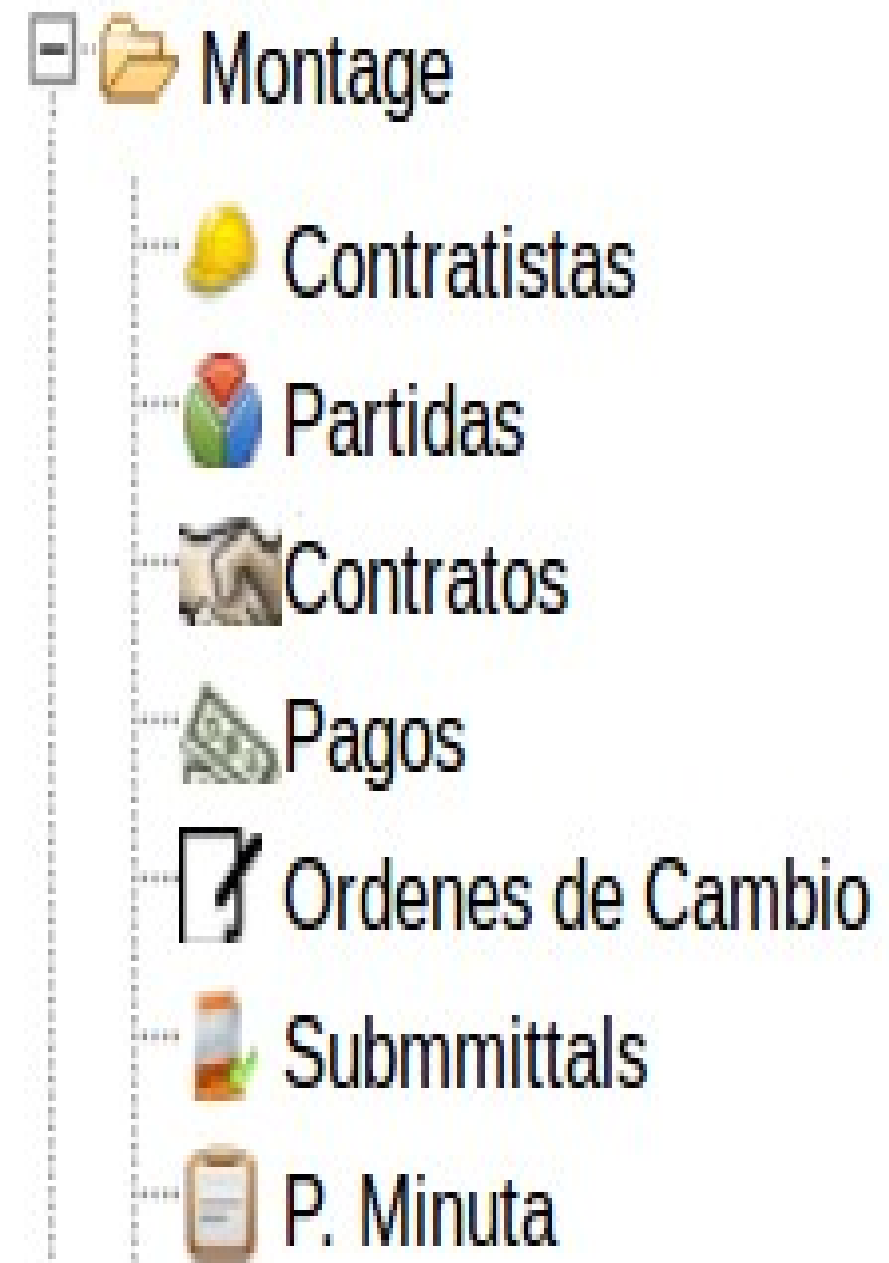 Montage
Contratistas
Partidas
Contratos
Pagos
Ordenes de Cambio
Submmittals
P. Minuta